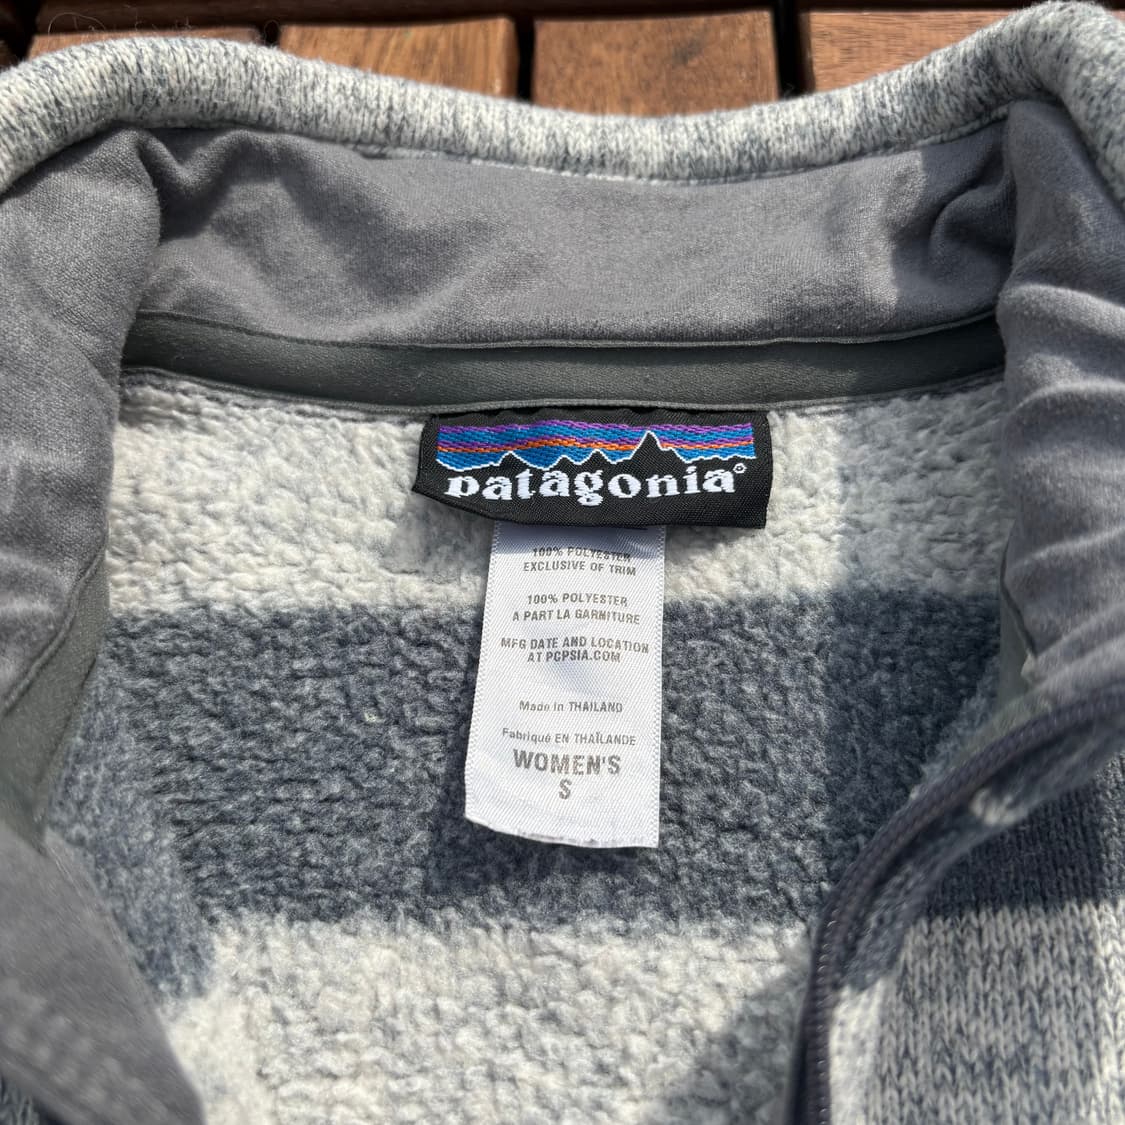 patagonia®
100% POLYESTER
EXCLUSIVE OF TRIM
100% POLYESTER
A PART LA GARNITURE
MFG DATE AND LOCATION
AT PCPSIA.COM
Made in THAILAND
Fabriqué EN THAÏLANDE
WOMEN'S
S